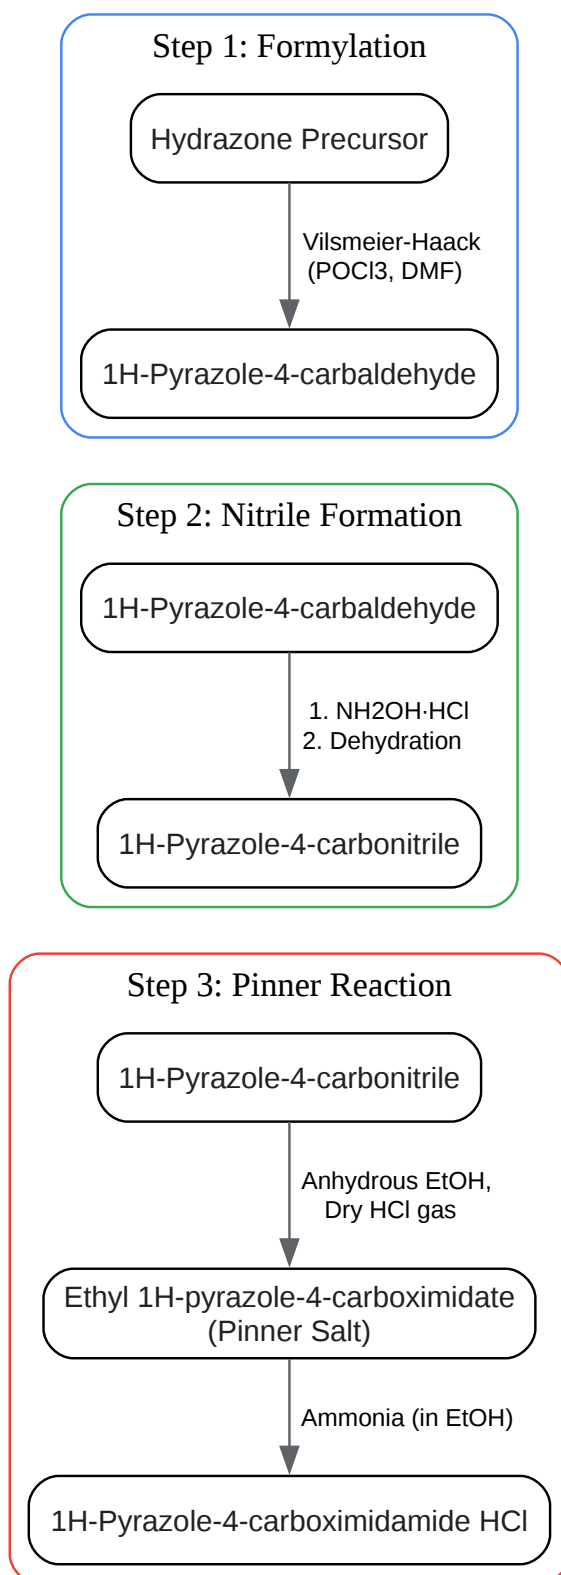 Step 1: Formylation
Hydrazone Precursor
Vilsmeier-Haack
(POCl3, DMF)
1H-Pyrazole-4-carbaldehyde
Step 2: Nitrile Formation
1H-Pyrazole-4-carbaldehyde
1. NH2OH·HCl
2. Dehydration
1H-Pyrazole-4-carbonitrile
Step 3: Pinner Reaction
1H-Pyrazole-4-carbonitrile
Anhydrous EtOH,
Dry HCl gas
Ethyl 1H-pyrazole-4-carboximidate
(Pinner Salt)
Ammonia (in EtOH)
1H-Pyrazole-4-carboximidamide HCl